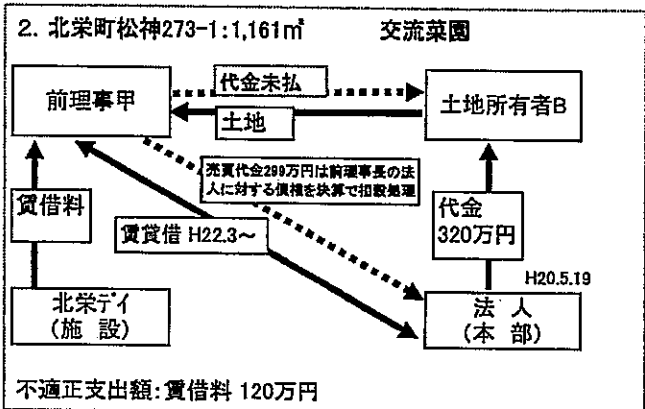 2. 北栄町松神273-1:1,161㎡ 交流菜園
代金未払
前理事甲
土地
土地所有者B
売買代金299万円は前理事長の法
人に対する債権を決算で相殺処理
賃借料
賃貸借 H22.3～
代金
320万円
H20.5.19
北栄デイ
(施 設)
法 人
(本 部)
不適正支出額:賃借料 120万円